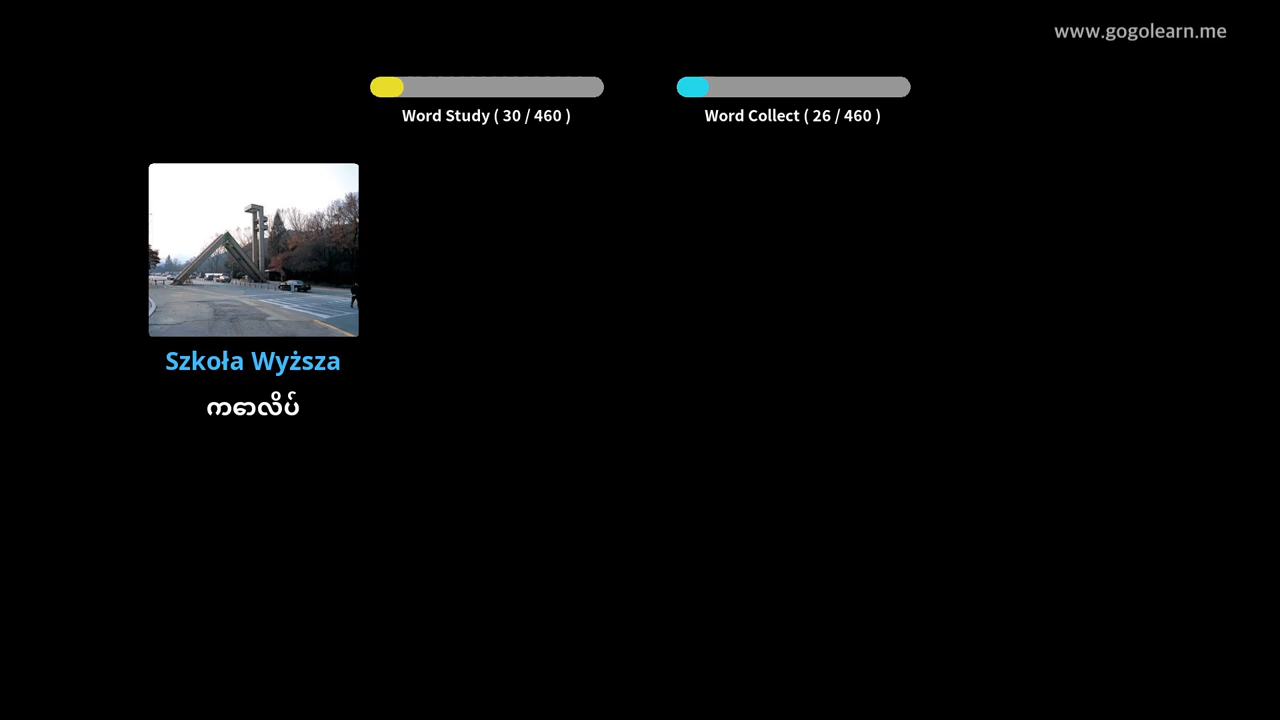 www.gogolearn.me
Word Study ( 30 / 460 )
Word Collect ( 26 / 460 )
Szkoła Wyższa
ကောလိပ်